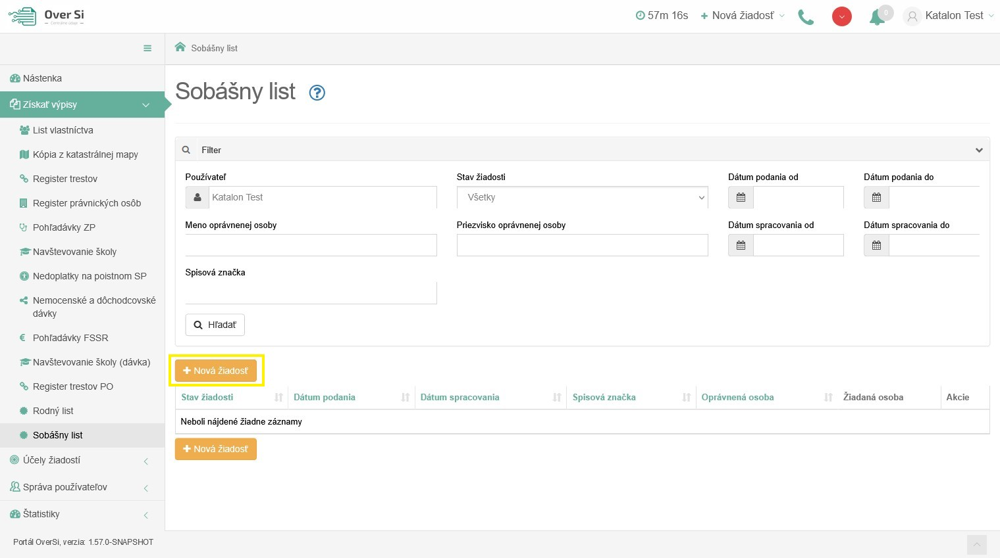 Over Si
57m 16s
Nová žiadosť
0
Katalon Test
Sobášny list
Nástenka
Získať výpisy
List vlastníctva
Kópia z katastrálnej mapy
Register trestov
Register právnických osôb
Pohľadávky ZP
Navštevovanie školy
Nedoplatky na poistnom SP
Nemocenské a dôchodcovské
dávky
Pohľadávky FSSR
Navštevovanie školy (dávka)
Register trestov PO
Rodný list
Sobášny list
Účely žiadostí
Správa používateľov
Štatistiky
Sobášny list
Filter
Používateľ
Stav žiadosti
Dátum podania od
Dátum podania do
Katalon Test
Všetky
Meno oprávnenej osoby
Priezvisko oprávnenej osoby
Dátum spracovania od
Dátum spracovania do
Spisová značka
Hľadať
Nová žiadosť
Stav žiadosti
Dátum podania
Dátum spracovania
Spisová značka
Oprávnená osoba
Žiadaná osoba
Akcie
Neboli nájdené žiadne záznamy
Nová žiadosť
Portál OverSi, verzia: 1.57.0-SNAPSHOT